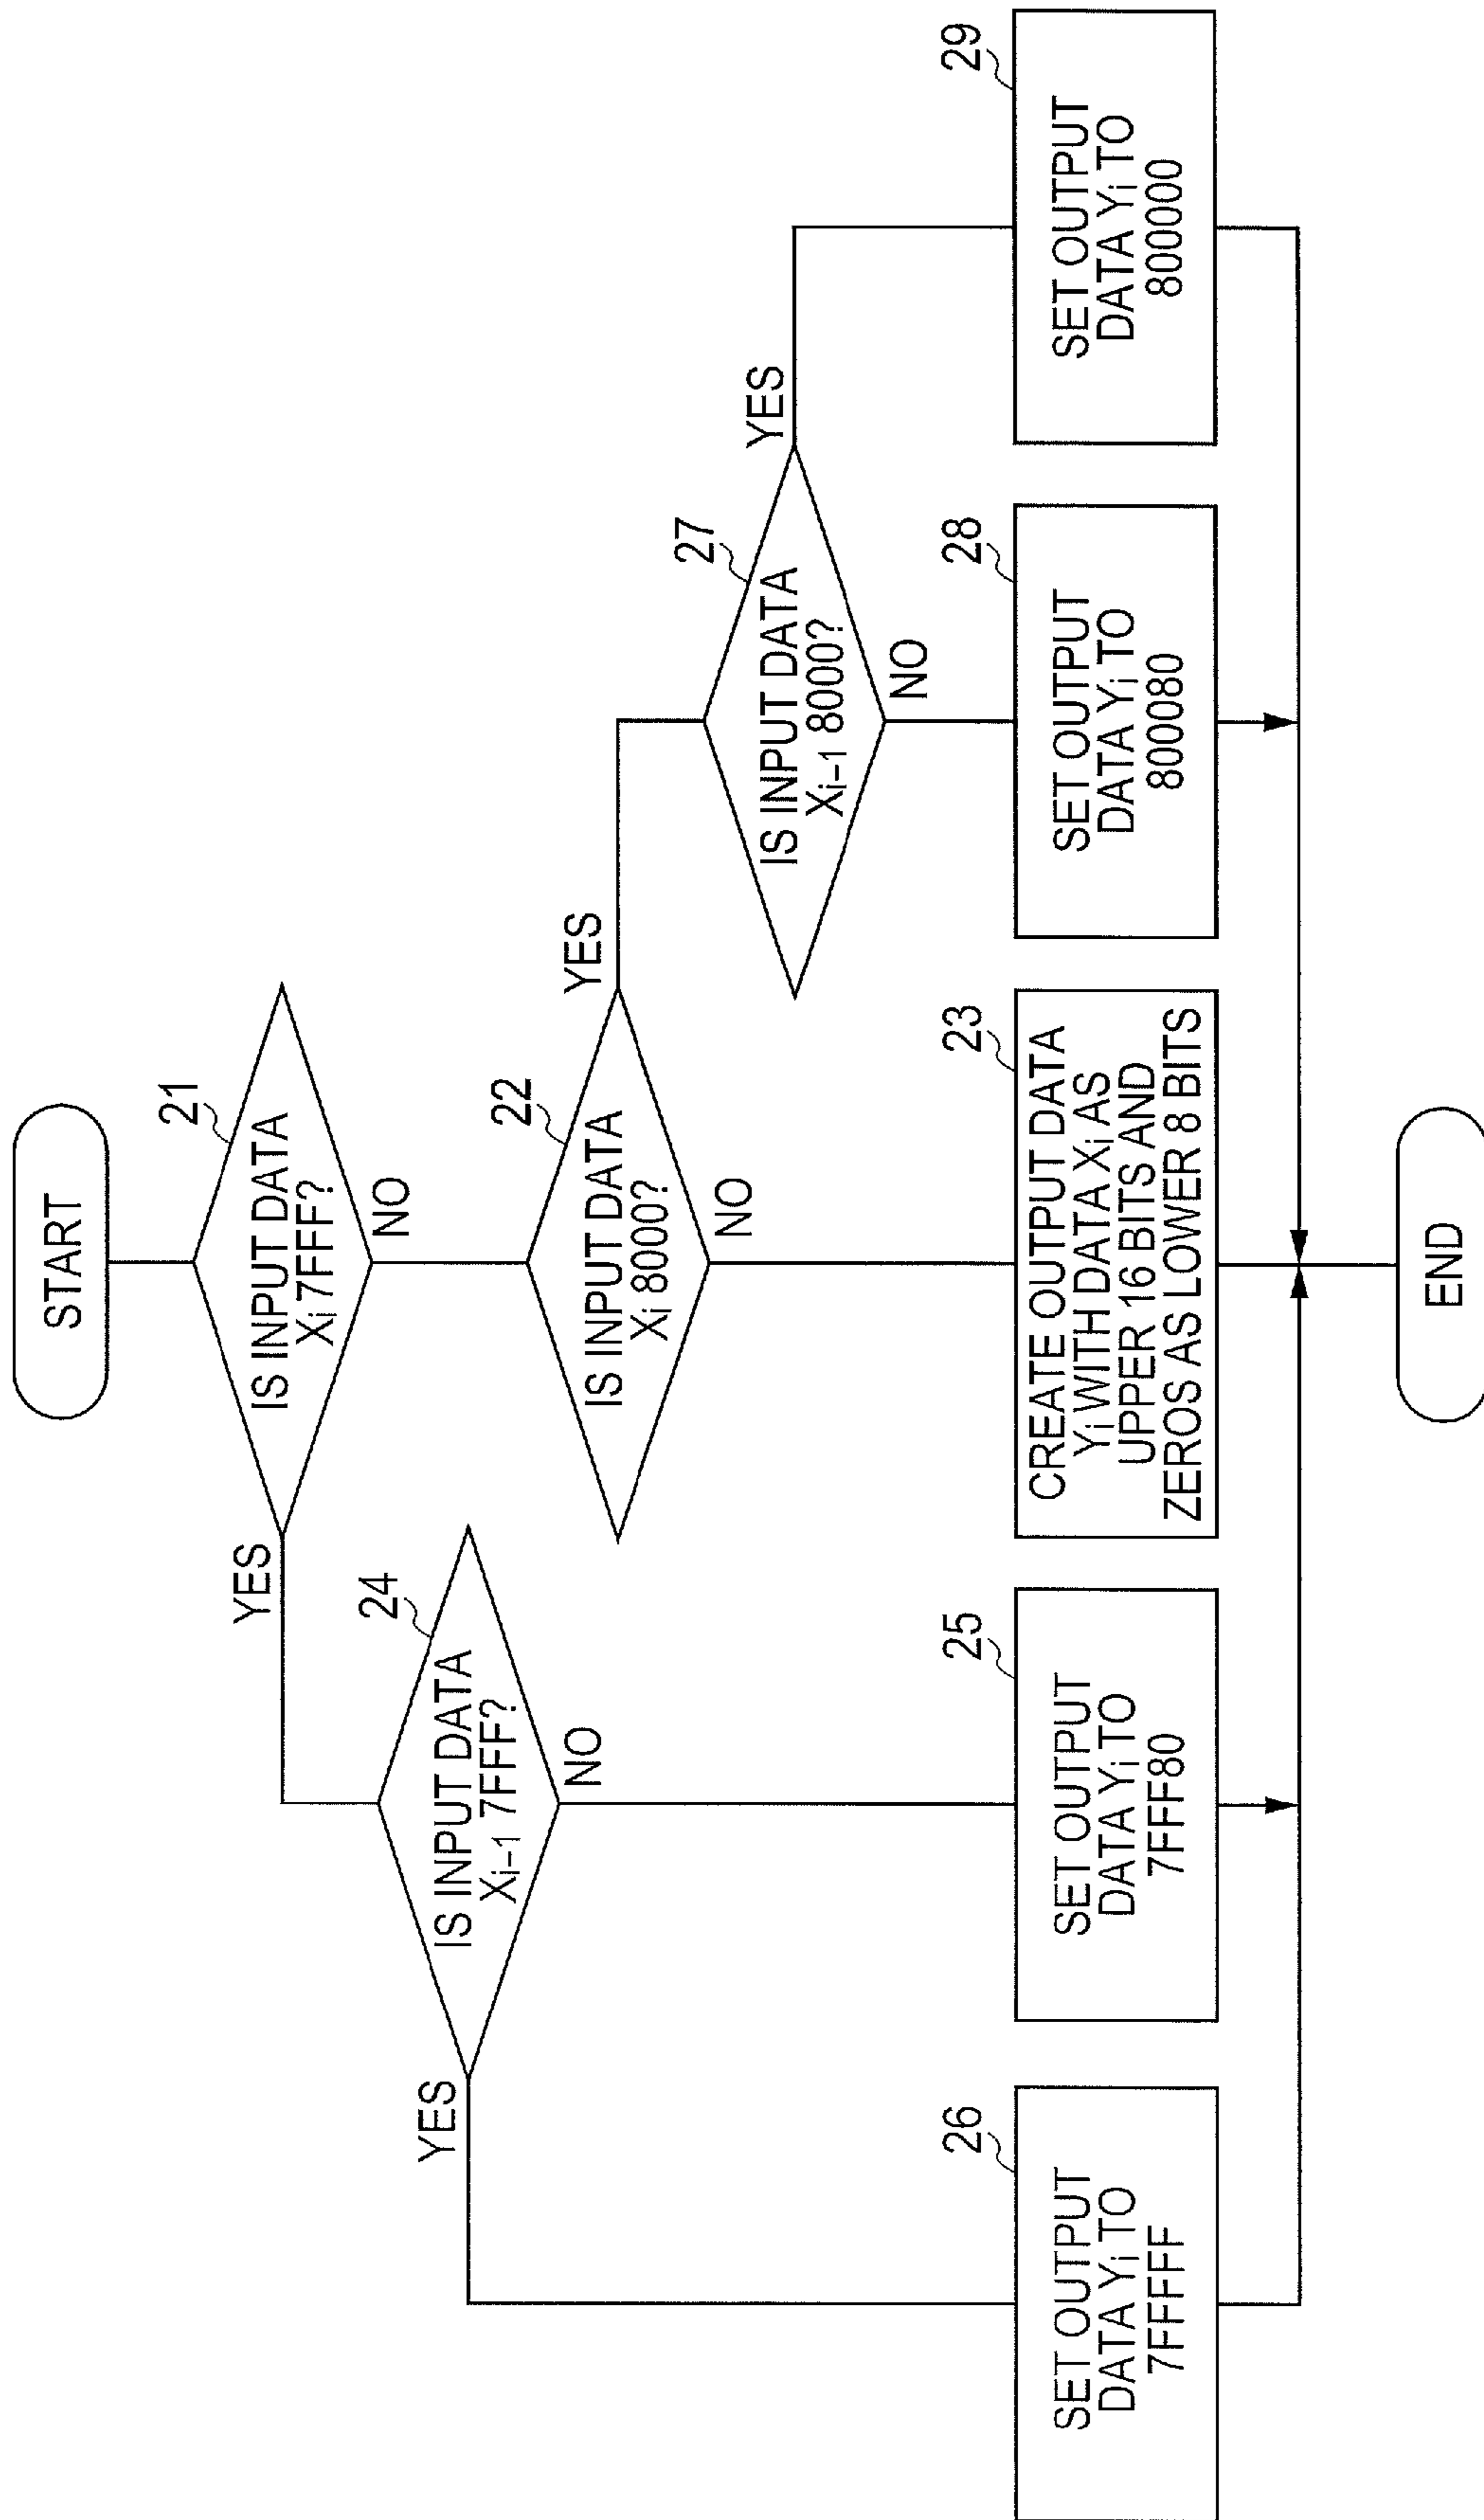 START
21
IS INPUT DATA
Xi 7FFF?
YES
NO
24
IS INPUT DATA
Xi-1 7FFF?
YES
NO
22
IS INPUT DATA
Xi 8000?
YES
NO
27
IS INPUT DATA
Xi-1 8000?
YES
NO
26
SET OUTPUT
DATA Yi TO
7FFFFF
25
SET OUTPUT
DATA Yi TO
7FFF80
23
CREATE OUTPUT DATA
Yi WITH DATA Xi AS
UPPER 16 BITS AND
ZEROS AS LOWER 8 BITS
28
SET OUTPUT
DATA Yi TO
800080
29
SET OUTPUT
DATA Yi TO
800000
END